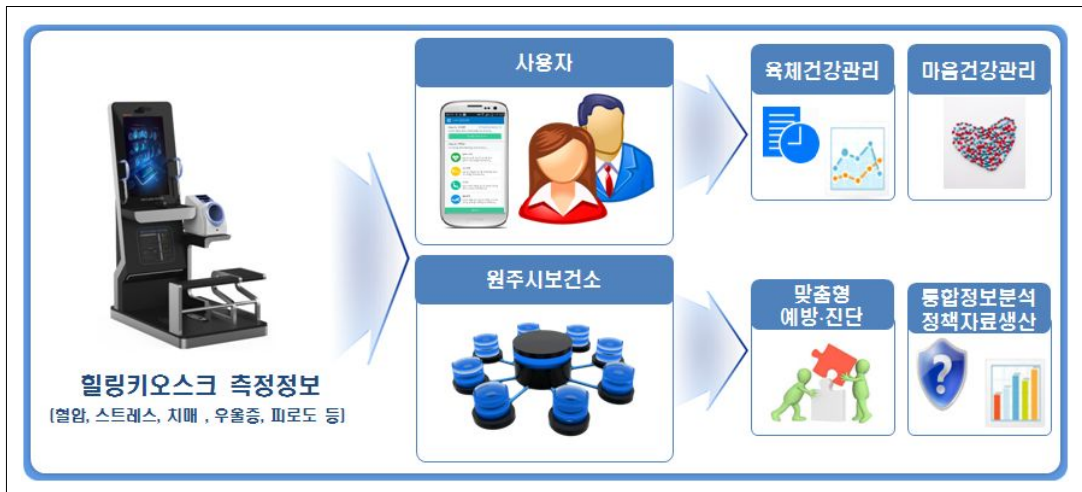 사용자
육체건강관리
마음건강관리
원주시보건소
맞춤형
예방·진단
통합정보분석
정책자료생산
힐링키오스크 측정정보
(혈압, 스트레스, 치매 , 우울증, 피로도 등)